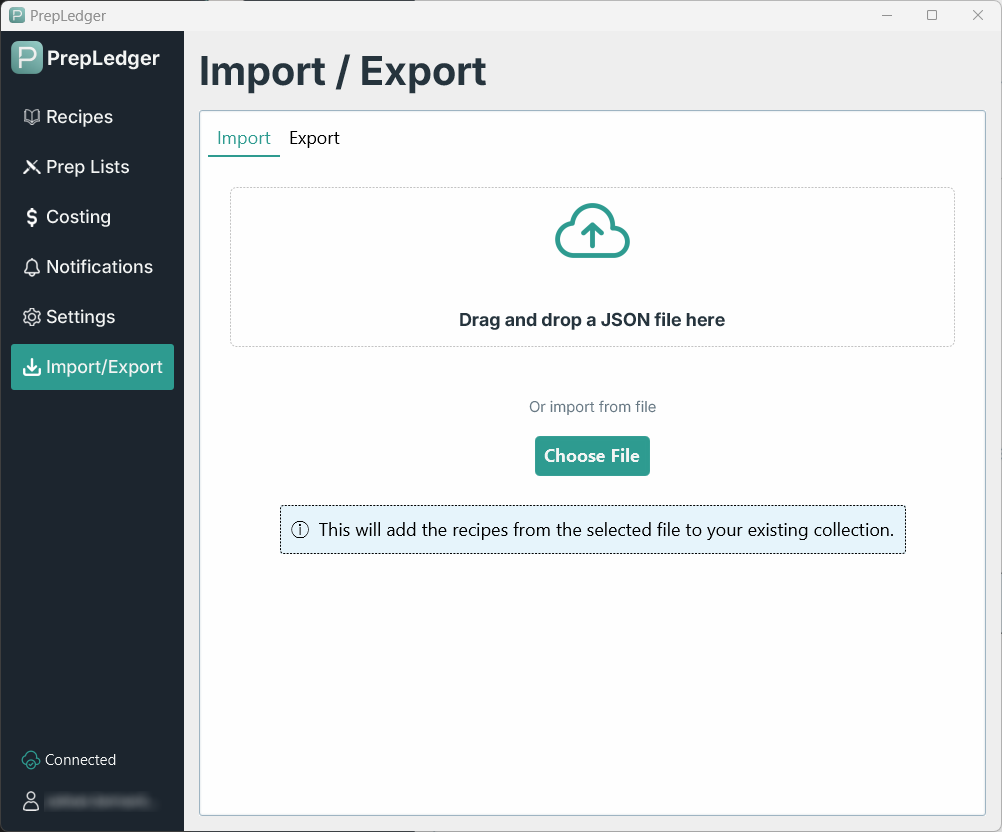 PrepLedger
PrepLedger
Recipes
Prep Lists
Costing
Notifications
Settings
Import/Export
Connected
Import / Export
Import Export
Drag and drop a JSON file here
Or import from file
Choose File
This will add the recipes from the selected file to your existing collection.